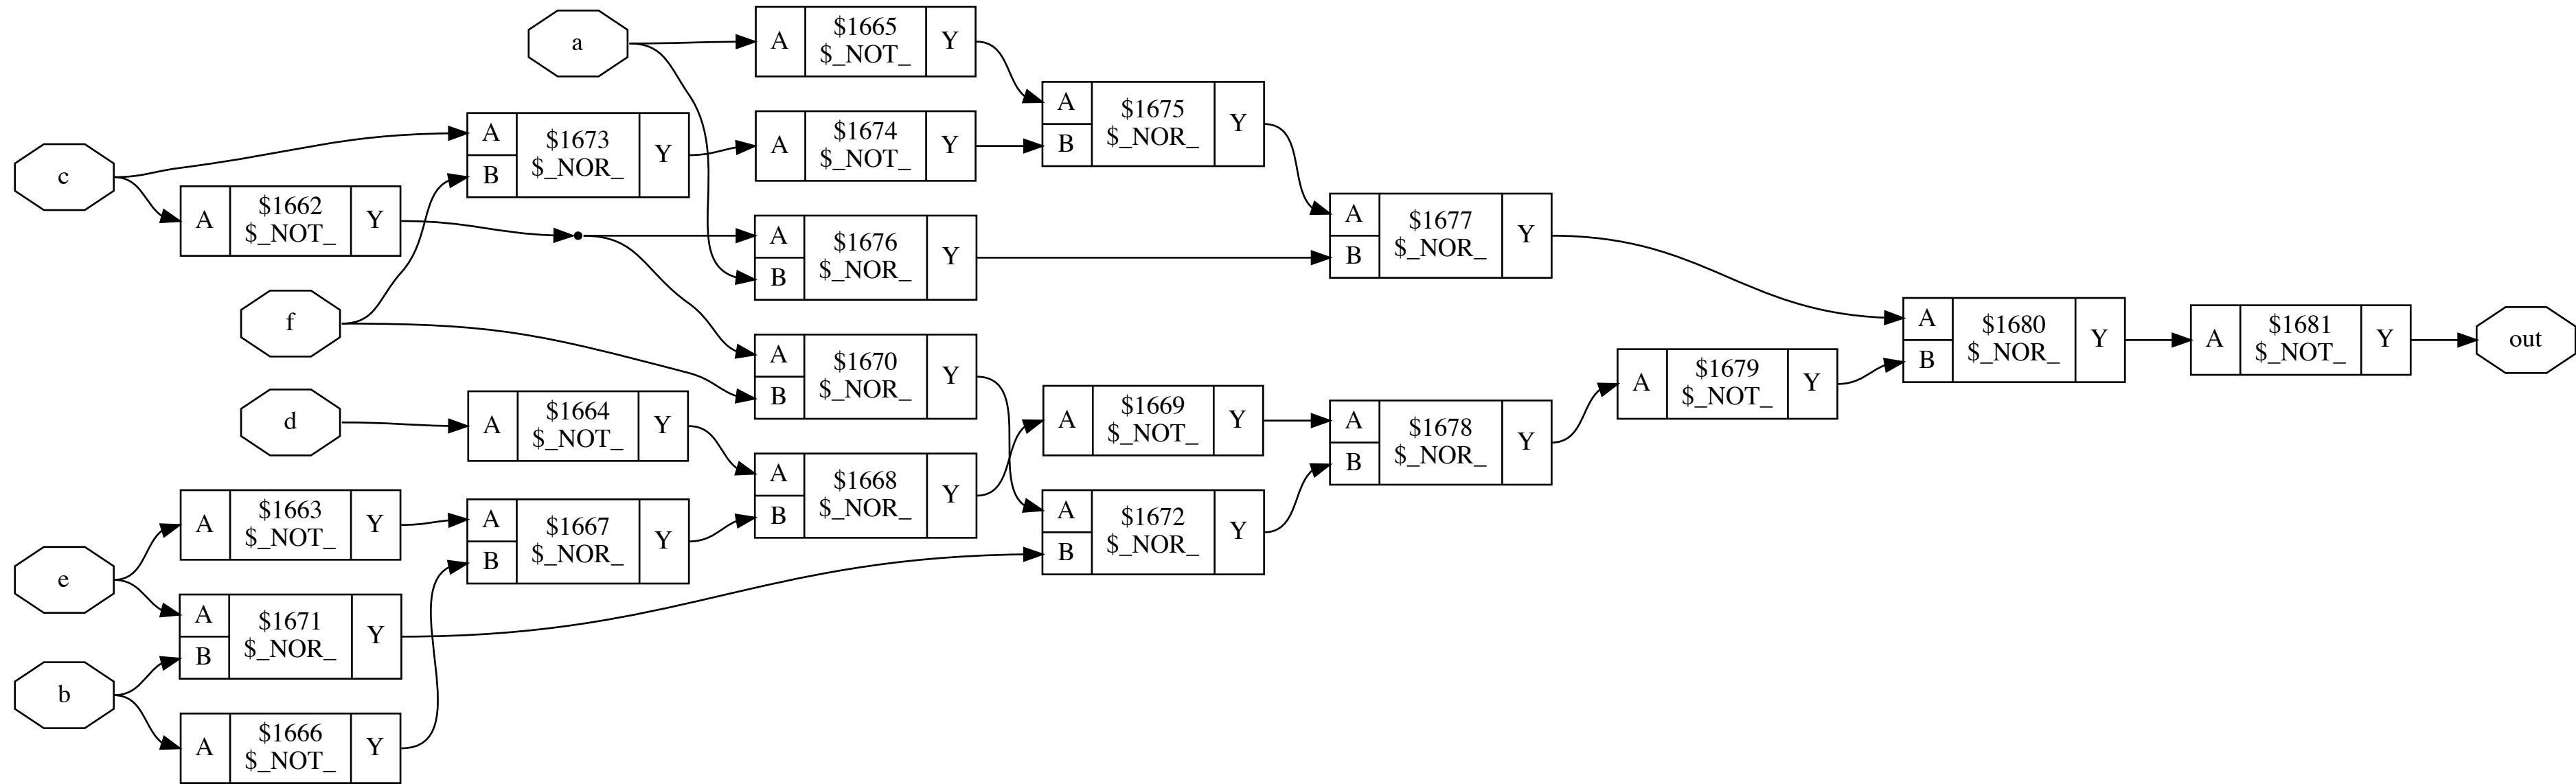 a
A
$1665
$_NOT_
Y
A
B
$1675
$_NOR_
Y
c
A
B
$1673
$_NOR_
Y
A
$1674
$_NOT_
Y
A
$1662
$_NOT_
Y
A
B
$1676
$_NOR_
Y
A
B
$1677
$_NOR_
Y
f
A
B
$1670
$_NOR_
Y
A
B
$1680
$_NOR_
Y
A
$1681
$_NOT_
Y
out
d
A
$1664
$_NOT_
Y
A
$1669
$_NOT_
Y
A
B
$1678
$_NOR_
Y
A
$1679
$_NOT_
Y
A
B
$1668
$_NOR_
Y
A
$1663
$_NOT_
Y
A
B
$1667
$_NOR_
Y
A
B
$1672
$_NOR_
Y
e
A
B
$1671
$_NOR_
Y
b
A
$1666
$_NOT_
Y